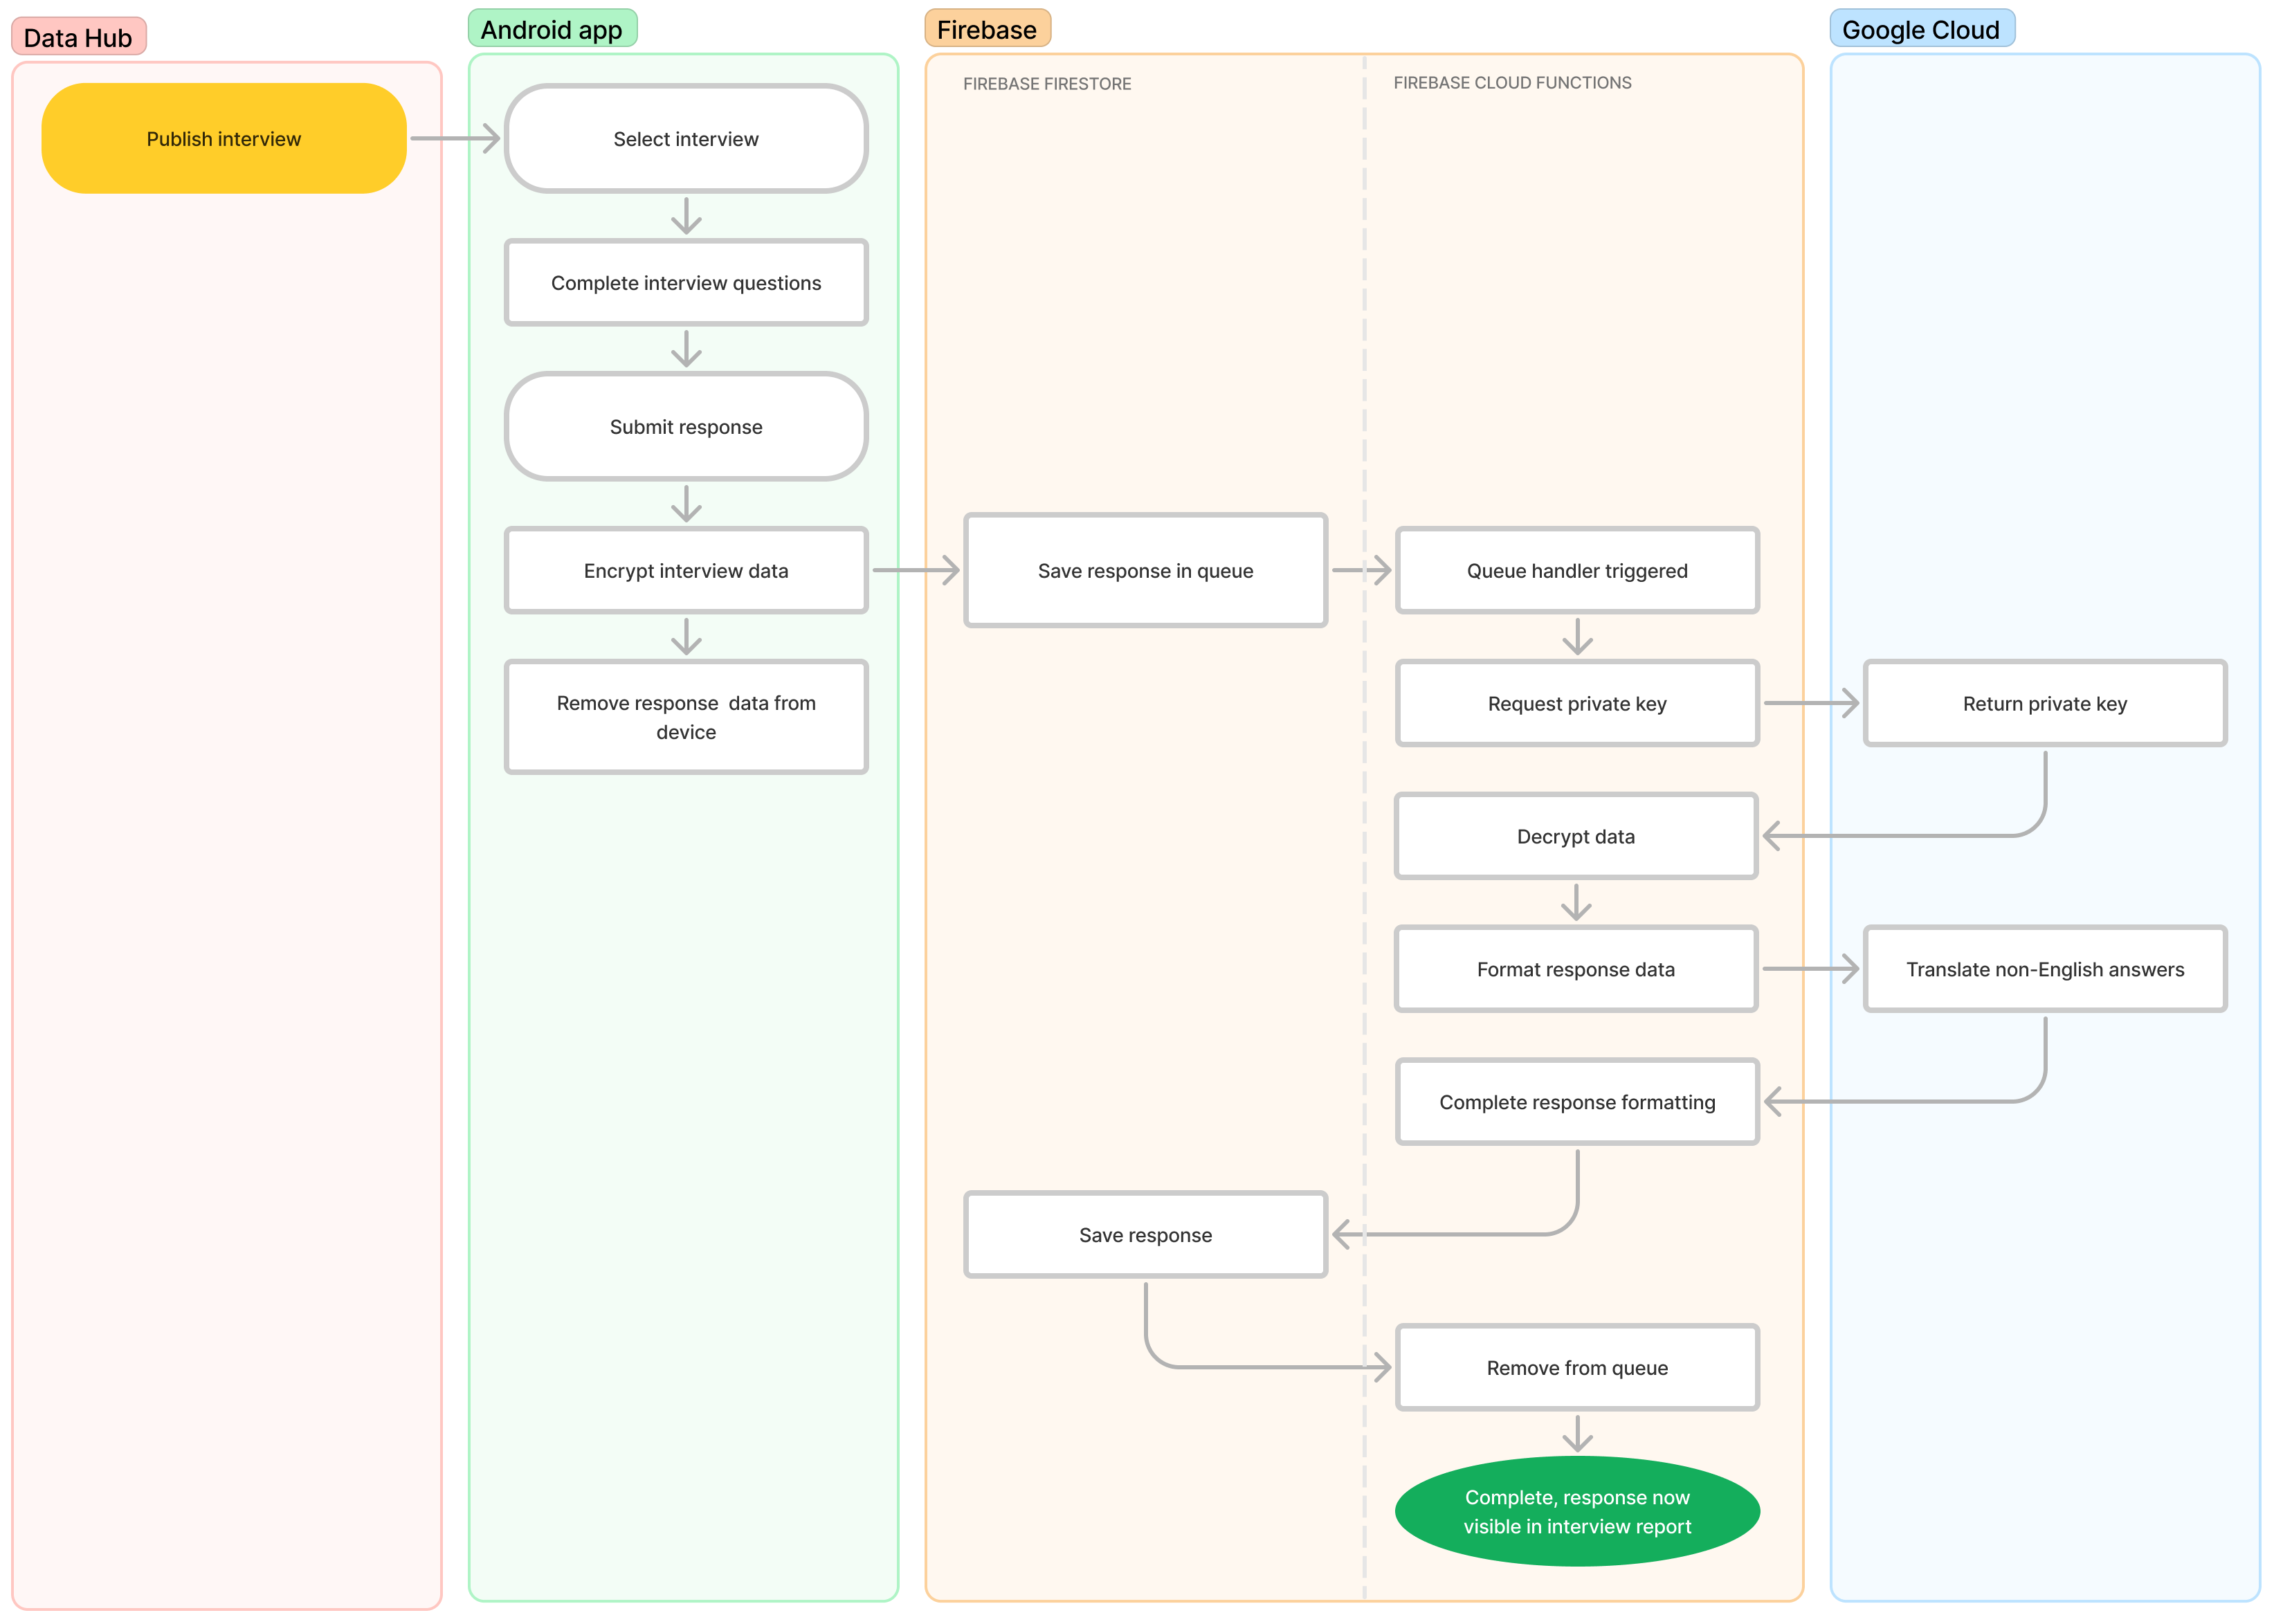 Data Hub
Android app
Firebase
Google Cloud
FIREBASE FIRESTORE
FIREBASE CLOUD FUNCTIONS
Publish interview
Select interview
Complete interview questions
Submit response
Encrypt interview data
Save response in queue
Queue handler triggered
Remove response  data from
device
Request private key
Return private key
Decrypt data
Format response data
Translate non-English answers
Complete response formatting
Save response
Remove from queue
Complete, response now
visible in interview report